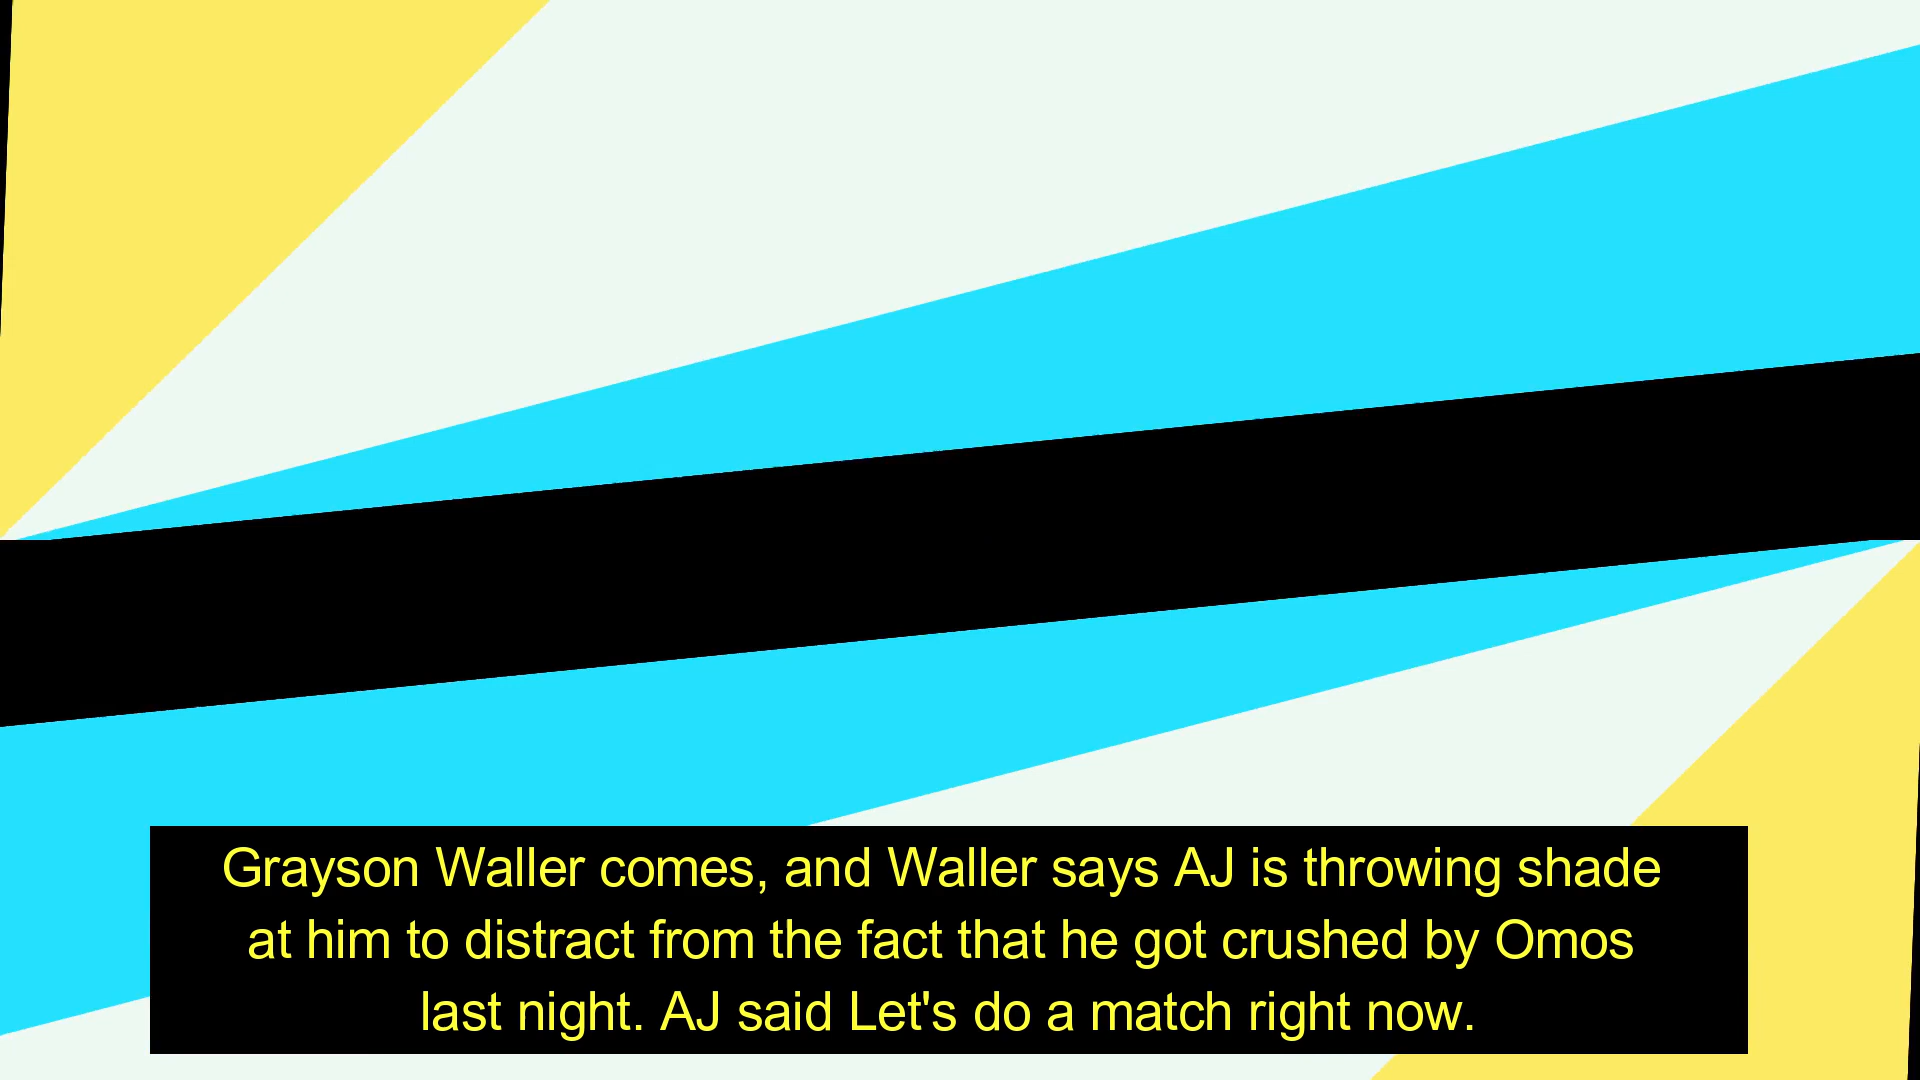 Grayson Waller comes, and Waller says AJ is throwing shade
at him to distract from the fact that he got crushed by Omos
last night. AJ said Let's do a match right now.